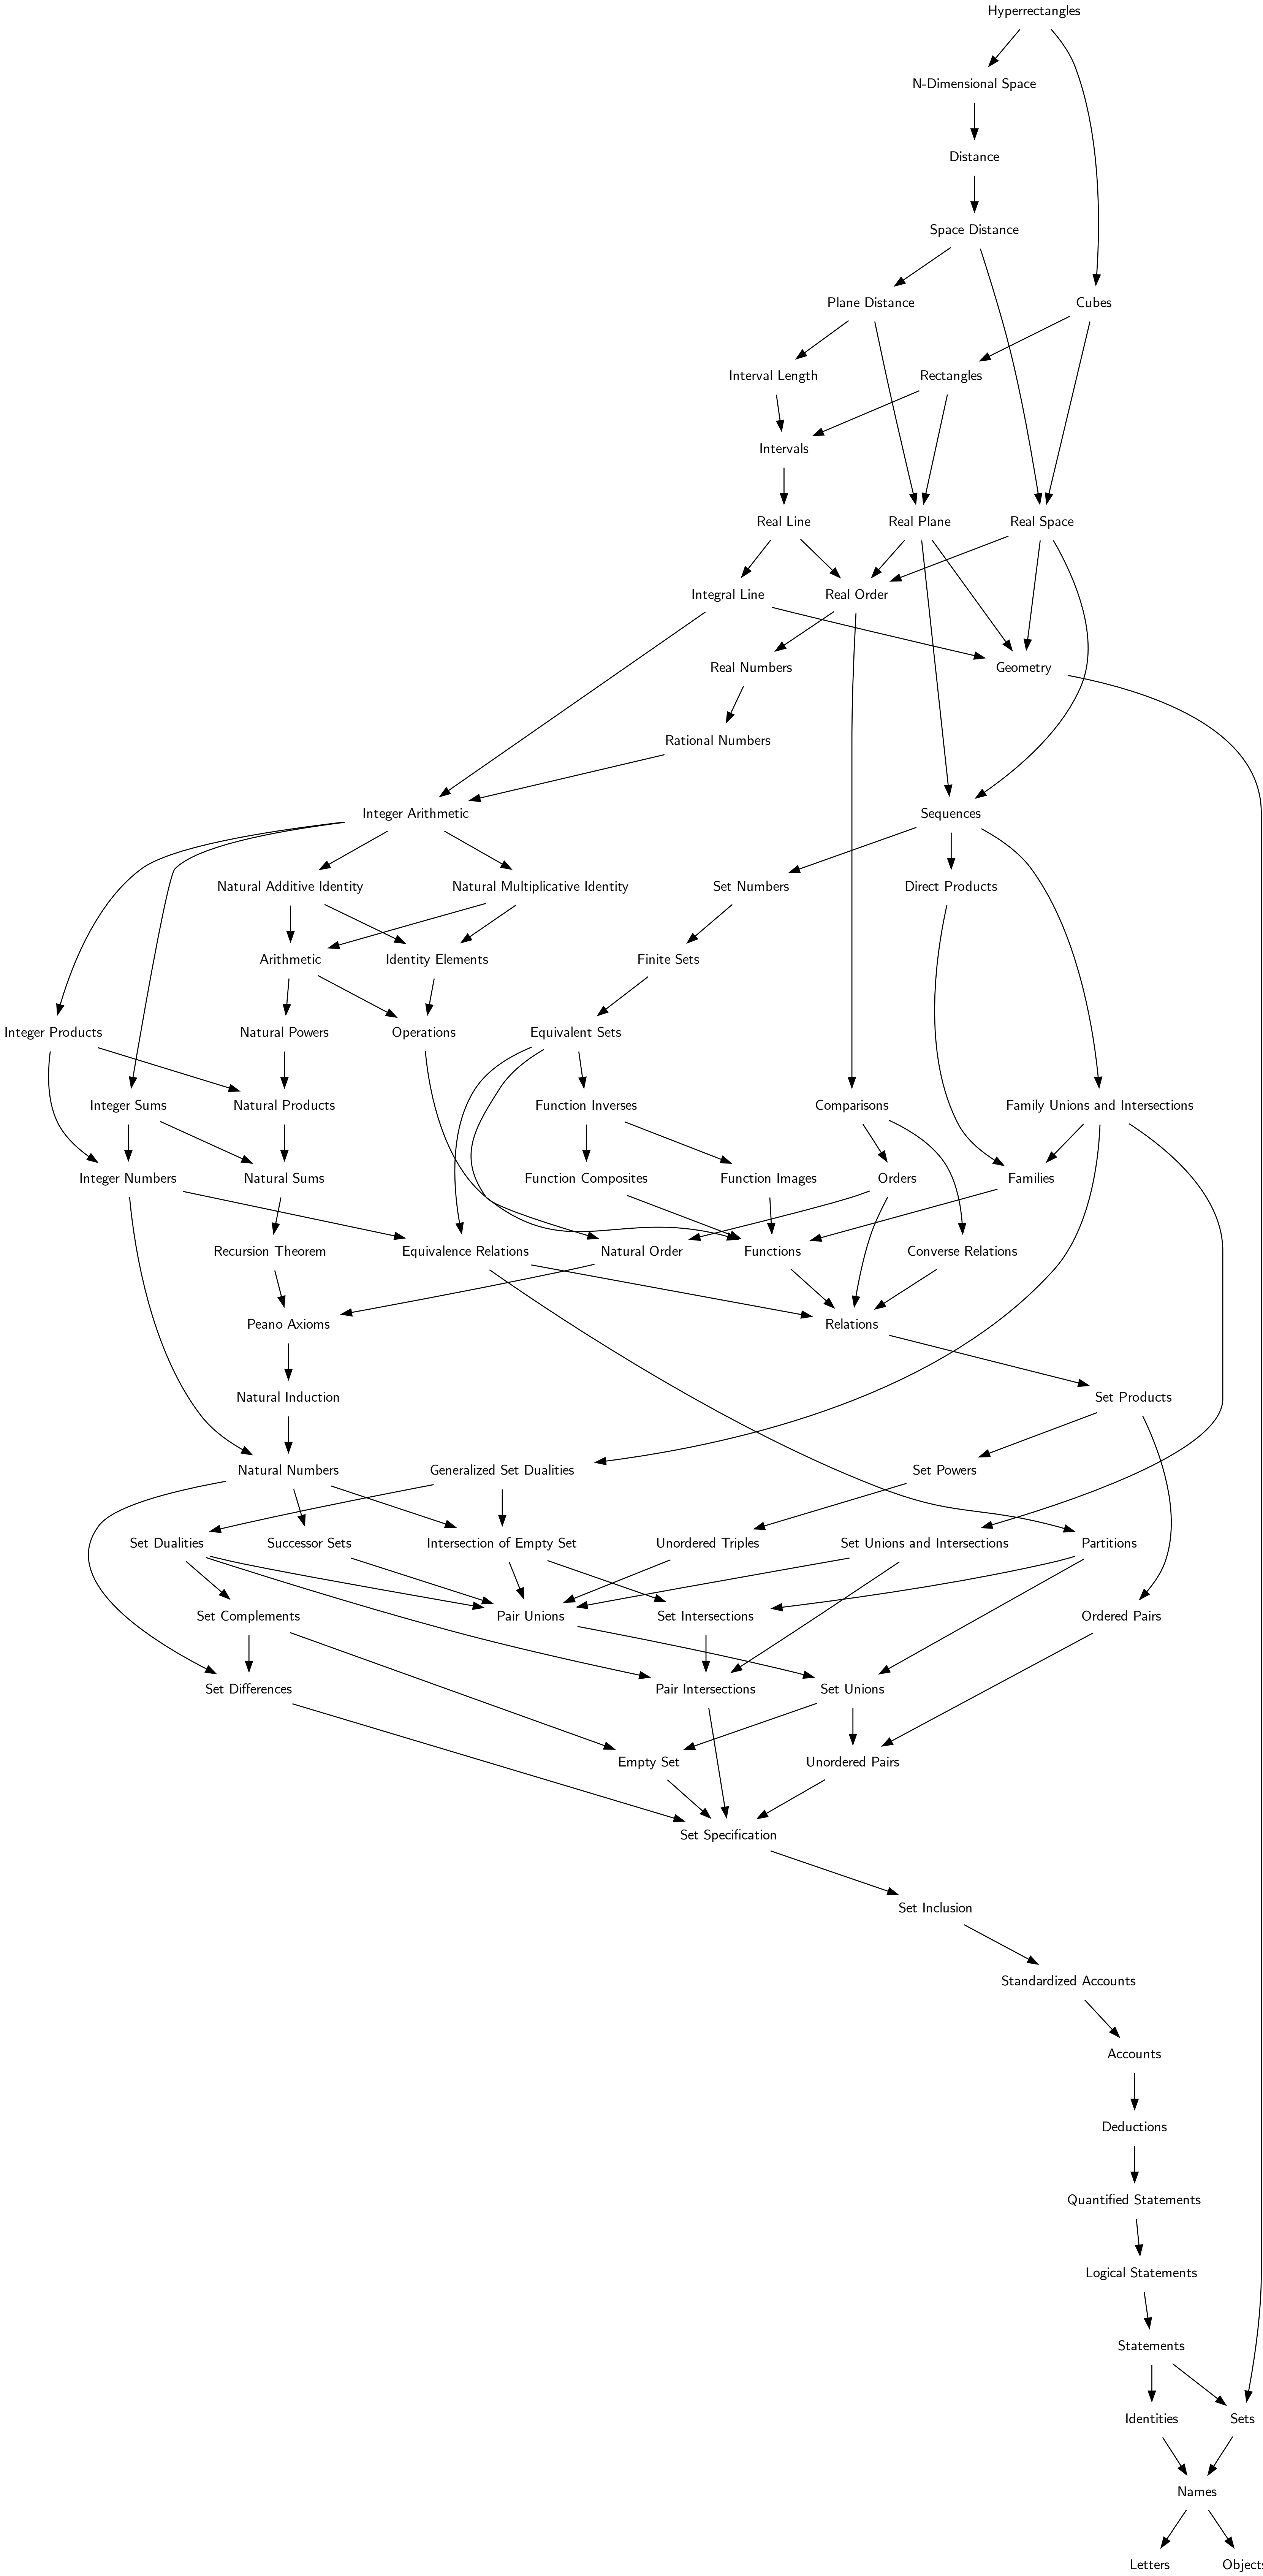 Hyperrectangles
N-Dimensional Space
Distance
Space Distance
Plane Distance
Cubes
Interval Length
Rectangles
Intervals
Real Line
Real Plane
Real Space
Integral Line
Real Order
Real Numbers
Geometry
Rational Numbers
Integer Arithmetic
Sequences
Natural Additive Identity
Natural Multiplicative Identity
Set Numbers
Direct Products
Arithmetic
Identity Elements
Finite Sets
Integer Products
Natural Powers
Operations
Equivalent Sets
Integer Sums
Natural Products
Function Inverses
Comparisons
Family Unions and Intersections
Integer Numbers
Natural Sums
Function Composites
Function Images
Orders
Families
Recursion Theorem
Equivalence Relations
Natural Order
Functions
Converse Relations
Peano Axioms
Relations
Natural Induction
Set Products
Natural Numbers
Generalized Set Dualities
Set Powers
Set Dualities
Successor Sets
Intersection of Empty Set
Unordered Triples
Set Unions and Intersections
Partitions
Set Complements
Pair Unions
Set Intersections
Ordered Pairs
Set Differences
Pair Intersections
Set Unions
Empty Set
Unordered Pairs
Set Specification
Set Inclusion
Standardized Accounts
Accounts
Deductions
Quantified Statements
Logical Statements
Statements
Identities
Sets
Names
Letters
Objects